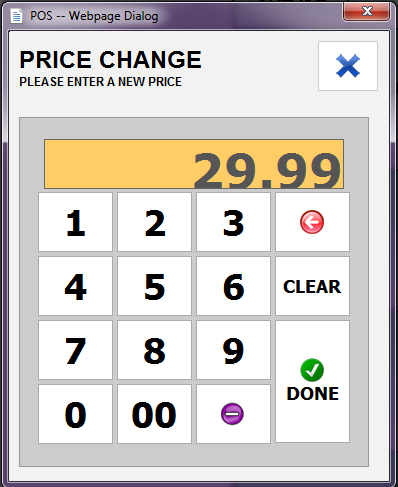 POS -- Webpage Dialog
PRICE CHANGE
PLEASE ENTER A NEW PRICE
29.99
1 2 3
4 5 6 CLEAR
7 8 9
DONE
0 00